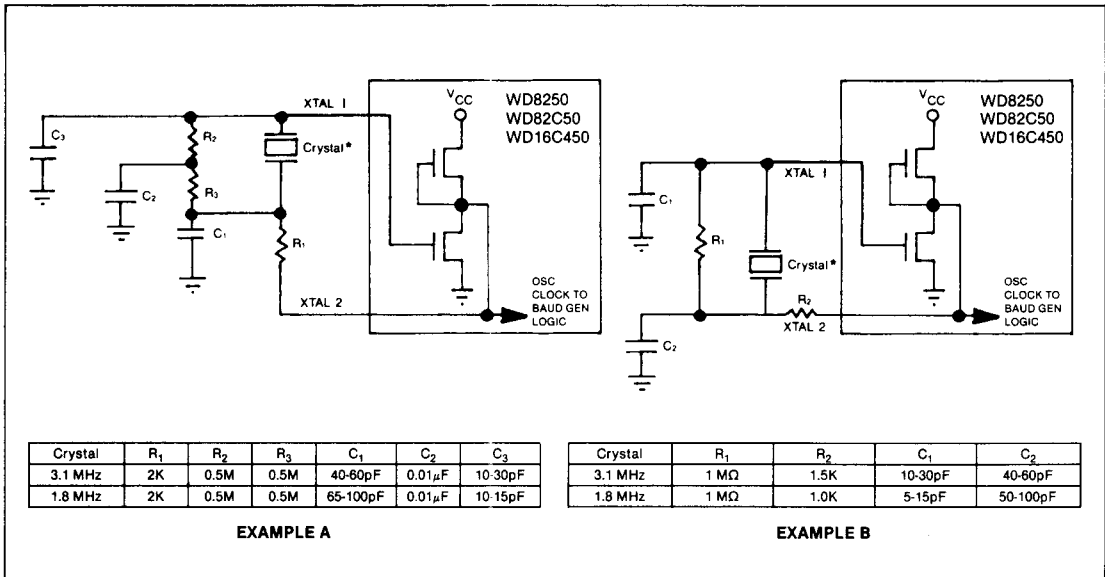 XTAL 1
VCC
WD8250
WD82C50
WD16C450
C3
R2
Crystal*
C2
R3
C1
R1
XTAL 2
OSC
CLOCK TO
BAUD GEN
LOGIC
VCC
WD8250
WD82C50
WD16C450
XTAL 1
C1
R1
Crystal*
R2
XTAL 2
C2
OSC
CLOCK TO
BAUD GEN
LOGIC
Crystal R1 R2 R3 C1 C2 C3
3.1 MHz 2K 0.5M 0.5M 40-60pF 0.01µF 10-30pF
1.8 MHz 2K 0.5M 0.5M 65-100pF 0.01µF 10-15pF
EXAMPLE A
Crystal R1 R2 C1 C2
3.1 MHz 1 MΩ 1.5K 10-30pF 40-60pF
1.8 MHz 1 MΩ 1.0K 5-15pF 50-100pF
EXAMPLE B